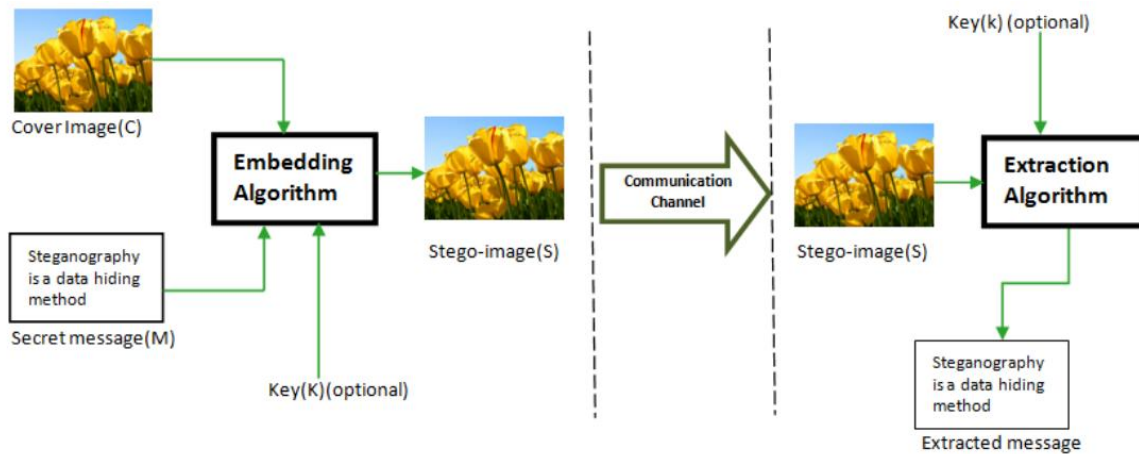 Cover Image(C)
Embedding
Algorithm
Steganography
is a data hiding
method
Secret message(M)
Key(K)(optional)
Stego-image(S)
Communication
Channel
Key(k) (optional)
Stego-image(S)
Extraction
Algorithm
Steganography
is a data hiding
method
Extracted message